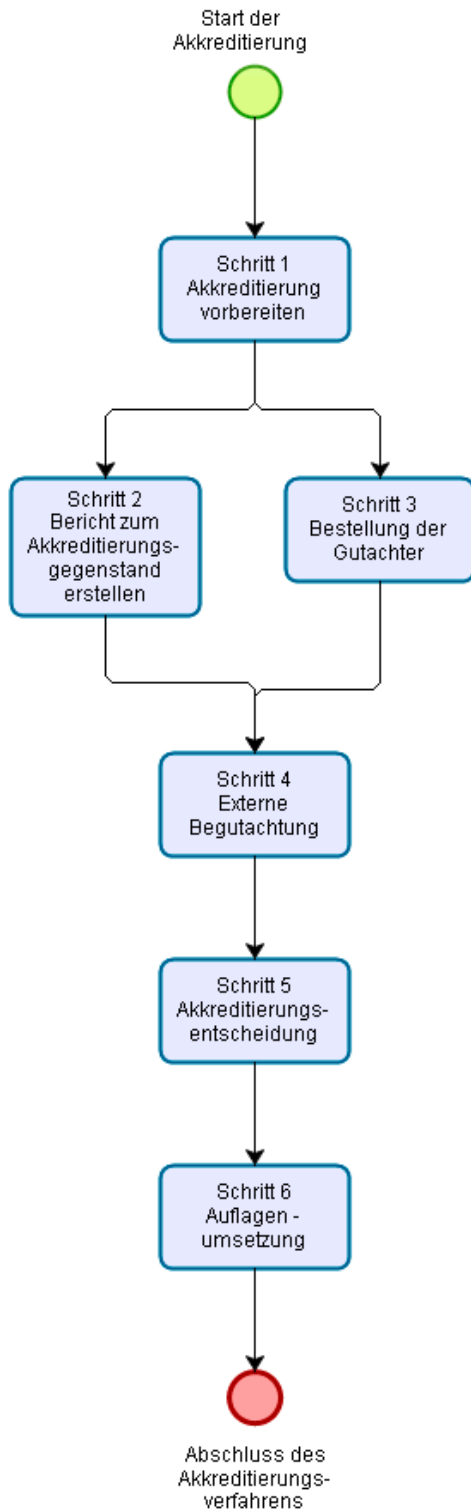 Start der
Akkreditierung
Schritt 1
Akkreditierung
vorbereiten
Schritt 2
Bericht zum
Akkreditierungs-
gegenstand
erstellen
Schritt 3
Bestellung der
Gutachter
Schritt 4
Externe
Begutachtung
Schritt 5
Akkreditierungs-
entscheidung
Schritt 6
Auflagen -
umsetzung
Abschluss des
Akkreditierungs-
verfahrens